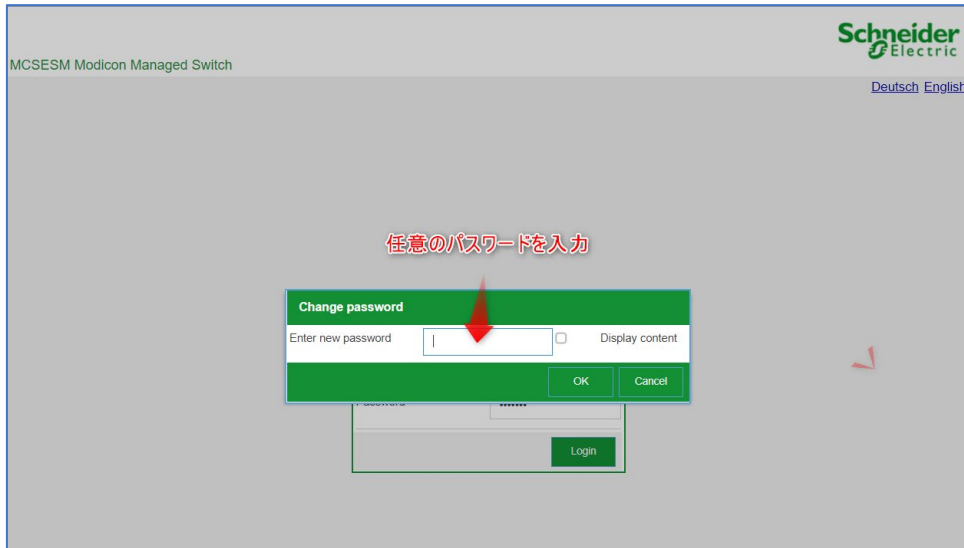 Schneider
Electric
MCSESM Modicon Managed Switch
Deutsch English
任意のパスワードを入力
Change password
Enter new password
Display content
OK
Cancel
Password
Login